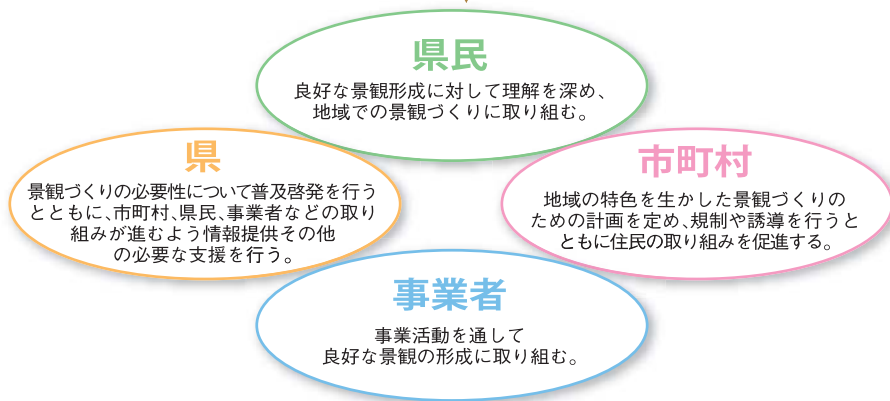 県民
良好な景観形成に対して理解を深め、
地域での景観づくりに取り組む。
県
景観づくりの必要性について普及啓発を行う
とともに、市町村、県民、事業者などの取り
組みが進むよう情報提供その他
の必要な支援を行う。
市町村
地域の特色を生かした景観づくりの
ための計画を定め、規制や誘導を行うと
ともに住民の取り組みを促進する。
事業者
事業活動を通して
良好な景観の形成に取り組む。